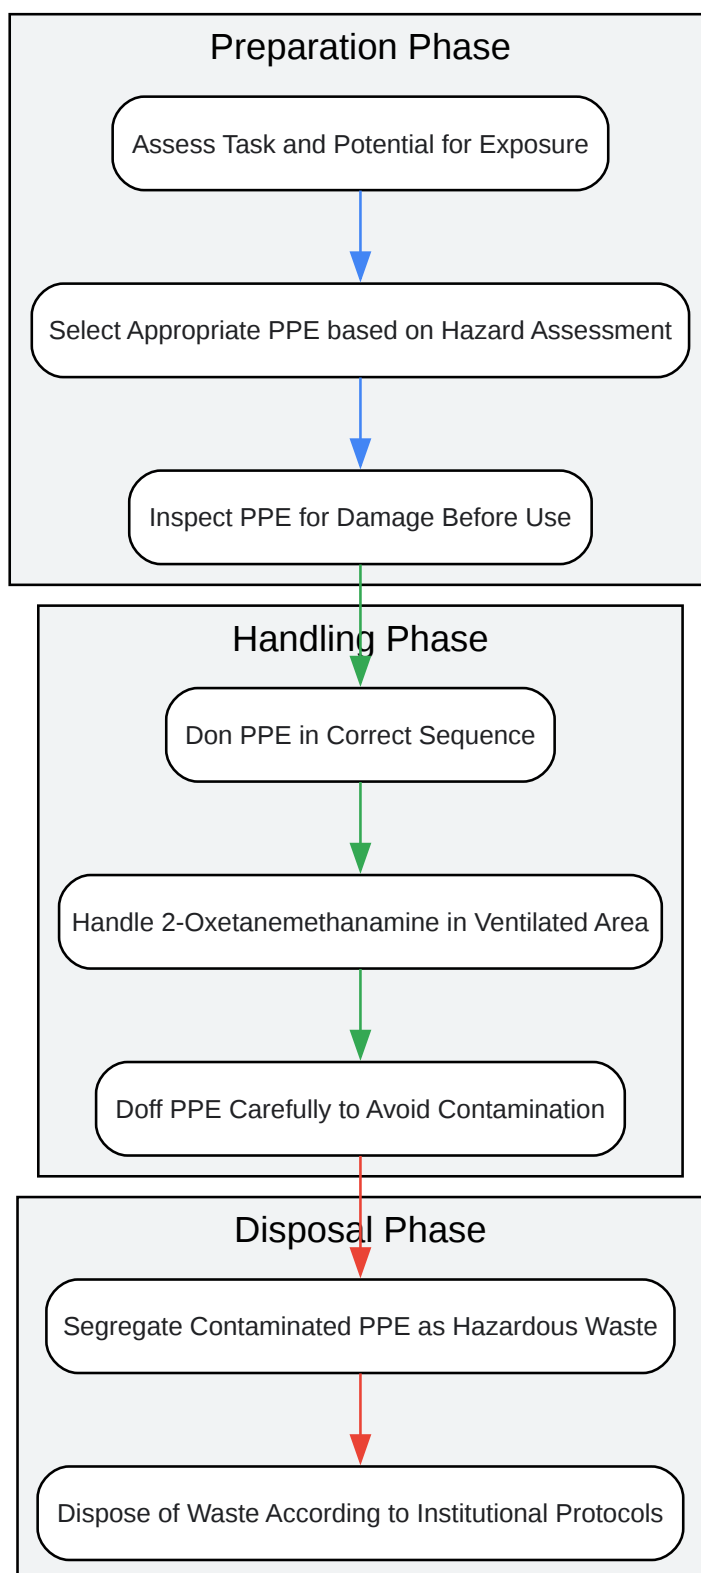 Preparation Phase
Assess Task and Potential for Exposure
Select Appropriate PPE based on Hazard Assessment
Inspect PPE for Damage Before Use
Handling Phase
Don PPE in Correct Sequence
Handle 2-Oxetanemethanamine in Ventilated Area
Doff PPE Carefully to Avoid Contamination
Disposal Phase
Segregate Contaminated PPE as Hazardous Waste
Dispose of Waste According to Institutional Protocols